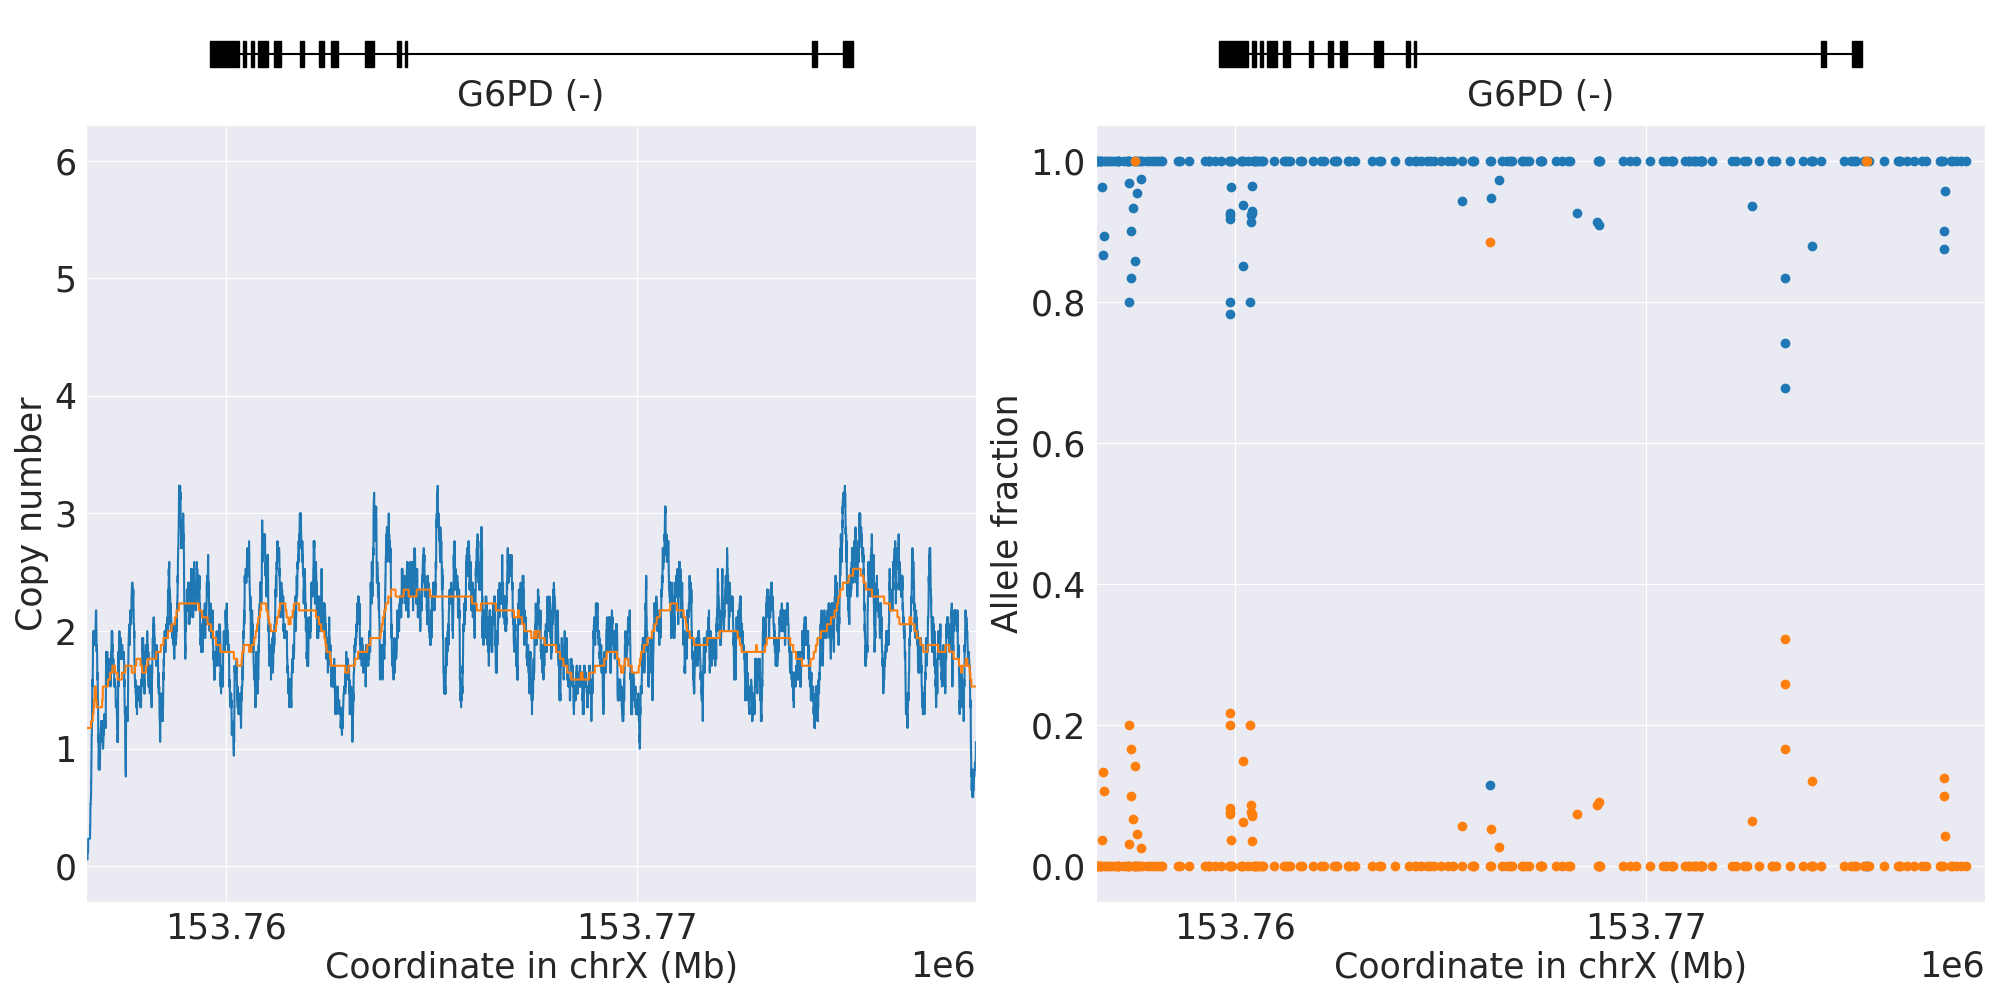 G6PD (-)
6
5
4
3
2
1
0
Copy number
153.76
153.77
Coordinate in chrX (Mb)
1e6
G6PD (-)
1.0
0.8
0.6
0.4
0.2
0.0
Allele fraction
153.76
153.77
Coordinate in chrX (Mb)
1e6